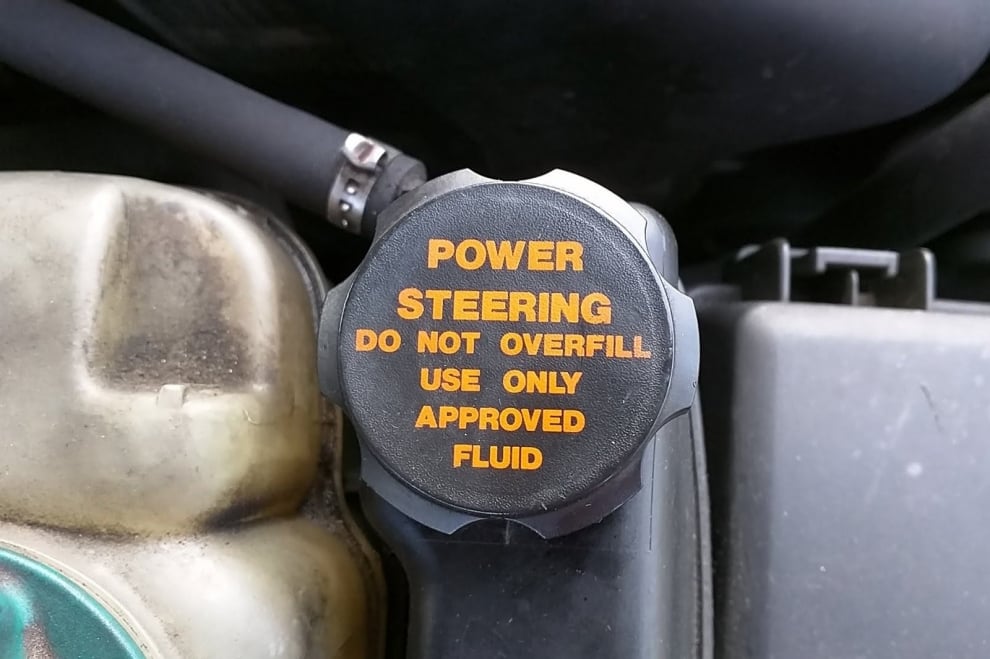 POWER
STEERING
DO NOT OVERFILL
USE ONLY
APPROVED
FLUID